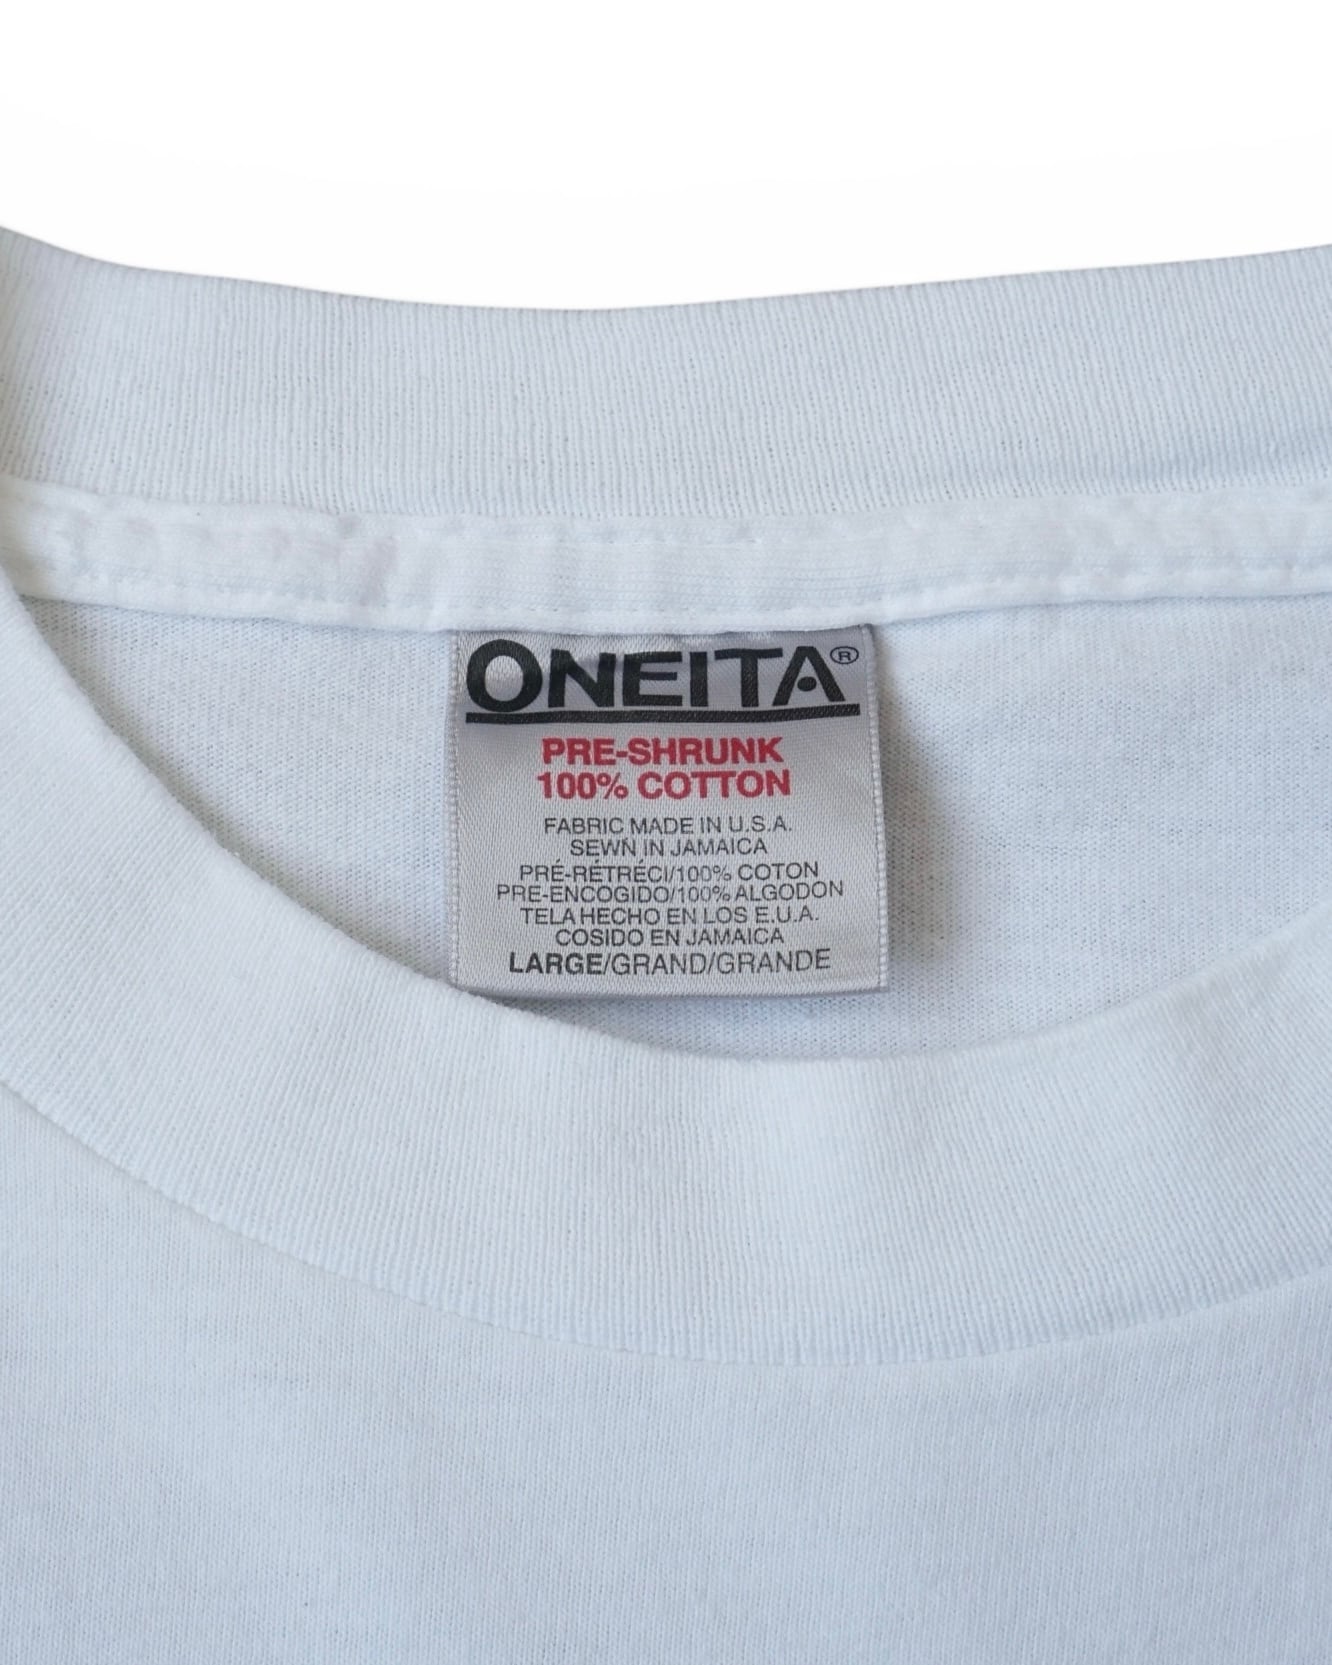 ONEITA®
PRE-SHRUNK
100% COTTON
FABRIC MADE IN U.S.A.
SEWN IN JAMAICA
PRÉ-RÉTRÉCI/100% COTON
PRE-ENCOGIDO/100% ALGODON
TELA HECHO EN LOS E.U.A.
COSIDO EN JAMAICA
LARGE/GRAND/GRANDE